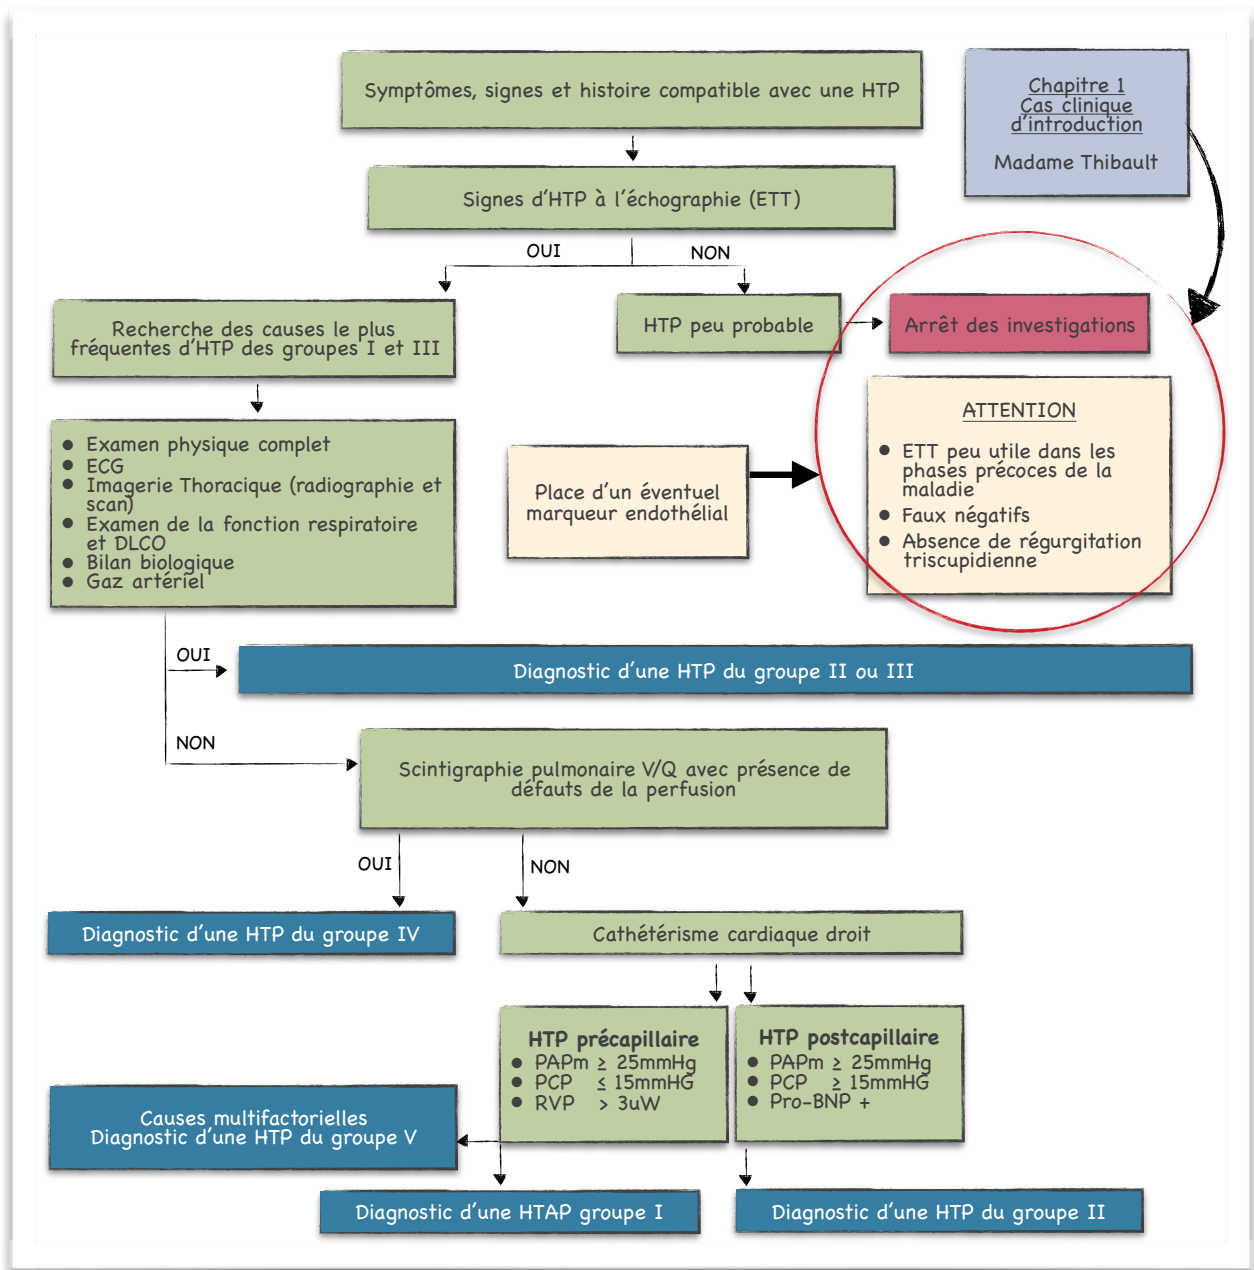 Symptômes, signes et histoire compatible avec une HTP
Chapitre 1
Cas clinique
d'introduction
Madame Thibault
Signes d'HTP à l'échographie (ETT)
OUI
NON
Recherche des causes le plus
fréquentes d'HTP des groupes I et III
HTP peu probable
Arrêt des investigations
ATTENTION
● ETT peu utile dans les
phases précoces de la
maladie
● Faux négatifs
● Absence de régurgitation
triscupidienne
Place d'un éventuel
marqueur endothélial
● Examen physique complet
● ECG
● Imagerie Thoracique (radiographie et
scan)
● Examen de la fonction respiratoire
et DLCO
● Bilan biologique
● Gaz artériel
OUI
Diagnostic d'une HTP du groupe II ou III
NON
Scintigraphie pulmonaire V/Q avec présence de
défauts de la perfusion
OUI
NON
Diagnostic d'une HTP du groupe IV
Cathétérisme cardiaque droit
HTP précapillaire
● PAPm ≥ 25mmHg
● PCP ≤ 15mmHG
● RVP > 3uW
HTP postcapillaire
● PAPm ≥ 25mmHg
● PCP ≥ 15mmHG
● Pro-BNP +
Causes multifactorielles
Diagnostic d'une HTP du groupe V
Diagnostic d'une HTAP groupe I
Diagnostic d'une HTP du groupe II